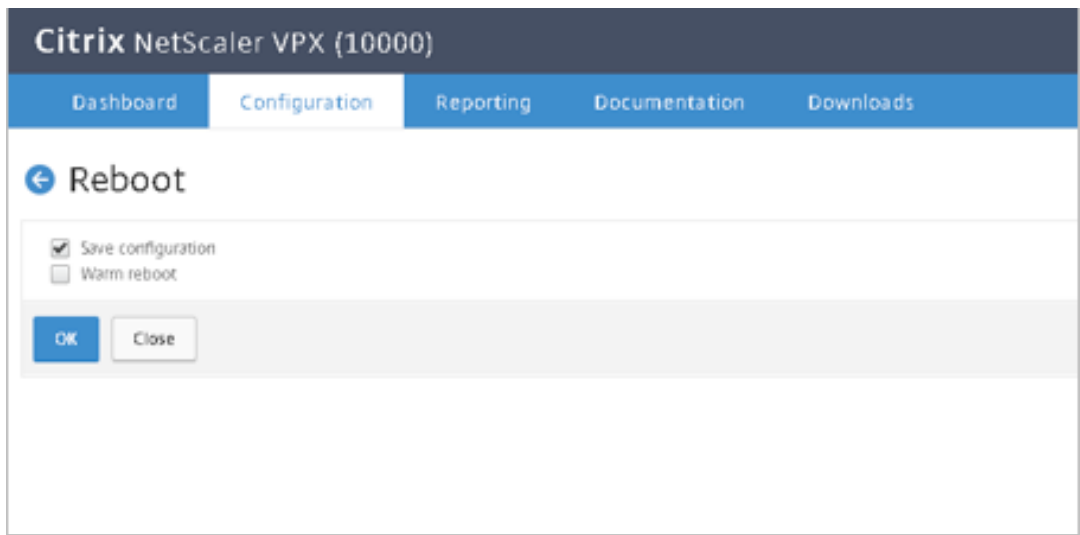 Citrix NetScaler VPX (10000)
Dashboard Configuration Reporting Documentation Downloads
Reboot
Save configuration
Warm reboot
OK Close